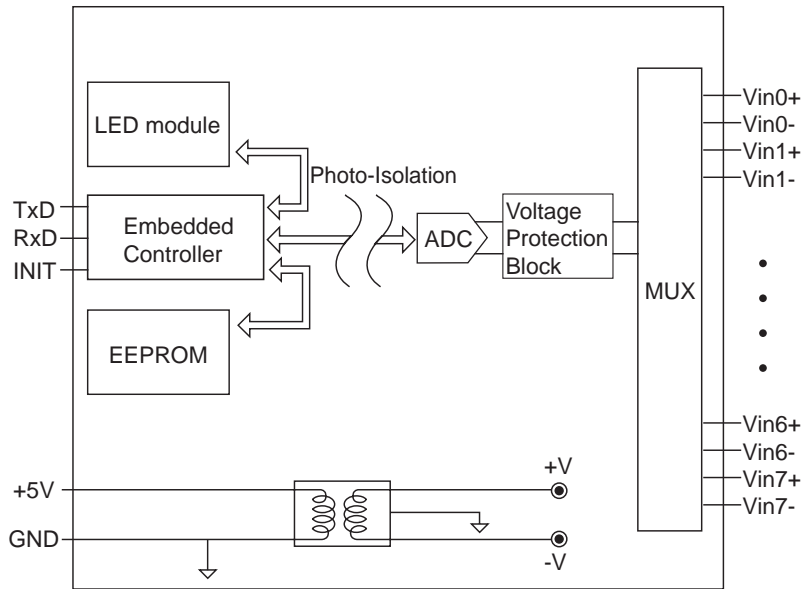 LED module
Photo-Isolation
TxD
RxD
INIT
Embedded
Controller
ADC
Voltage
Protection
Block
MUX
Vin0+
Vin0-
Vin1+
Vin1-
EEPROM
Vin6+
Vin6-
Vin7+
Vin7-
+5V
GND
+V
-V